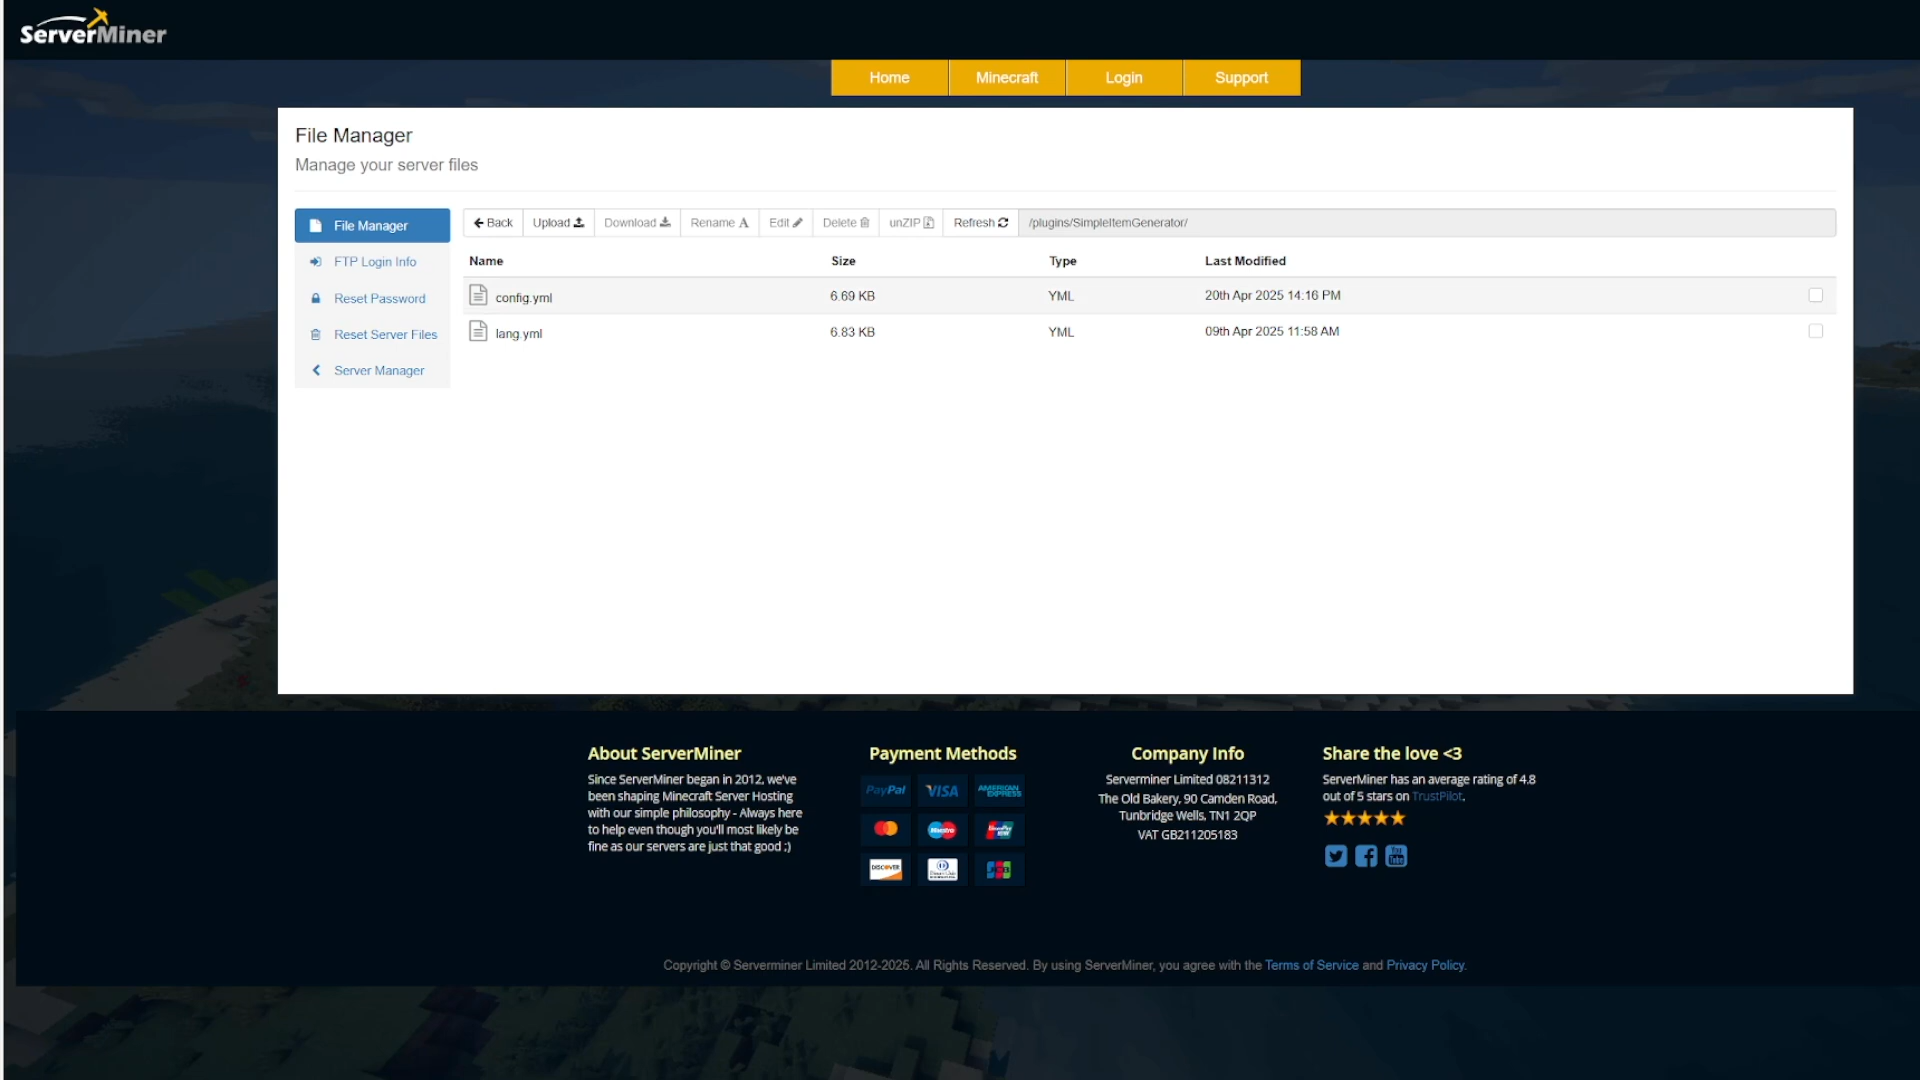 ServerMiner
Home
Minecraft
Login
Support
File Manager
Manage your server files
File Manager
FTP Login Info
Reset Password
Reset Server Files
Server Manager
Back
Upload
Download
Rename
Edit
Delete
unZIP
Refresh
/plugins/SimpleItemGenerator/
Name Size Type Last Modified
config.yml 6.69 KB YML 20th Apr 2025 14:16 PM
lang.yml 6.83 KB YML 09th Apr 2025 11:58 AM
About ServerMiner
Since ServerMiner began in 2012, we've
been shaping Minecraft Server Hosting
with our simple philosophy - Always here
to help even though you'll most likely be
fine as our servers are just that good ;)
Payment Methods
PayPal VISA AMERICAN EXPRESS
Maestro
DISCOVER
Company Info
Serverminer Limited 08211312
The Old Bakery, 90 Camden Road,
Tunbridge Wells, TN1 2QP
VAT GB211205183
Share the love <3
ServerMiner has an average rating of 4.8
out of 5 stars on TrustPilot.
You
Tube
Copyright © Serverminer Limited 2012-2025. All Rights Reserved. By using ServerMiner, you agree with the Terms of Service and Privacy Policy.